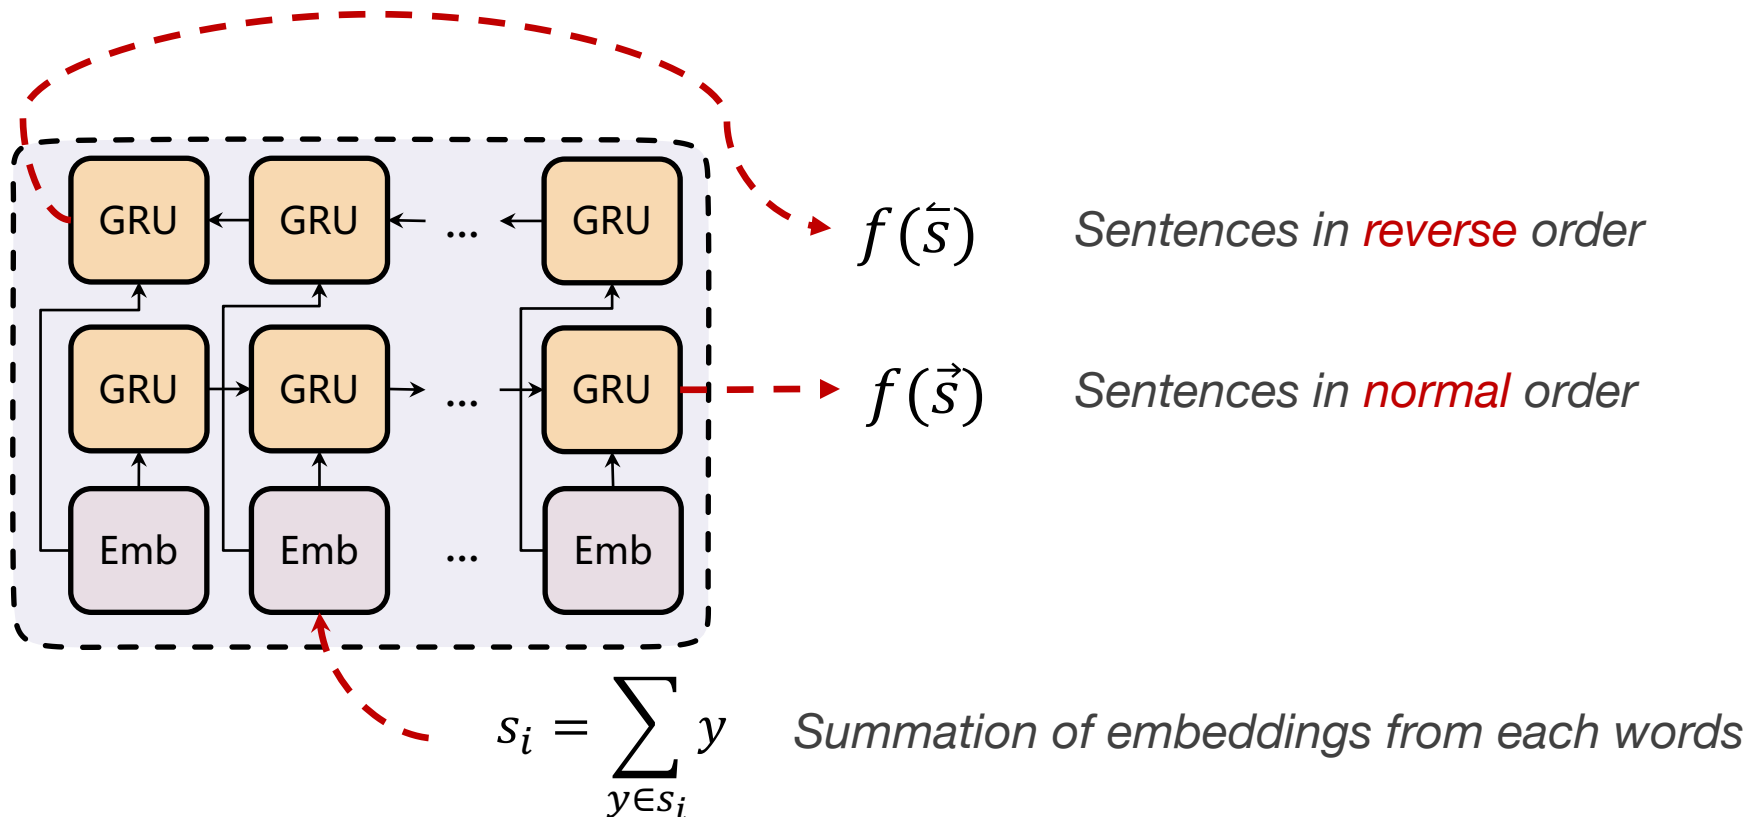 GRU GRU ... GRU
f(s⃖) Sentences in reverse order
GRU GRU ... GRU
f(s⃗) Sentences in normal order
Emb Emb ... Emb
s_i = ∑_{y∈s_i} y Summation of embeddings from each words